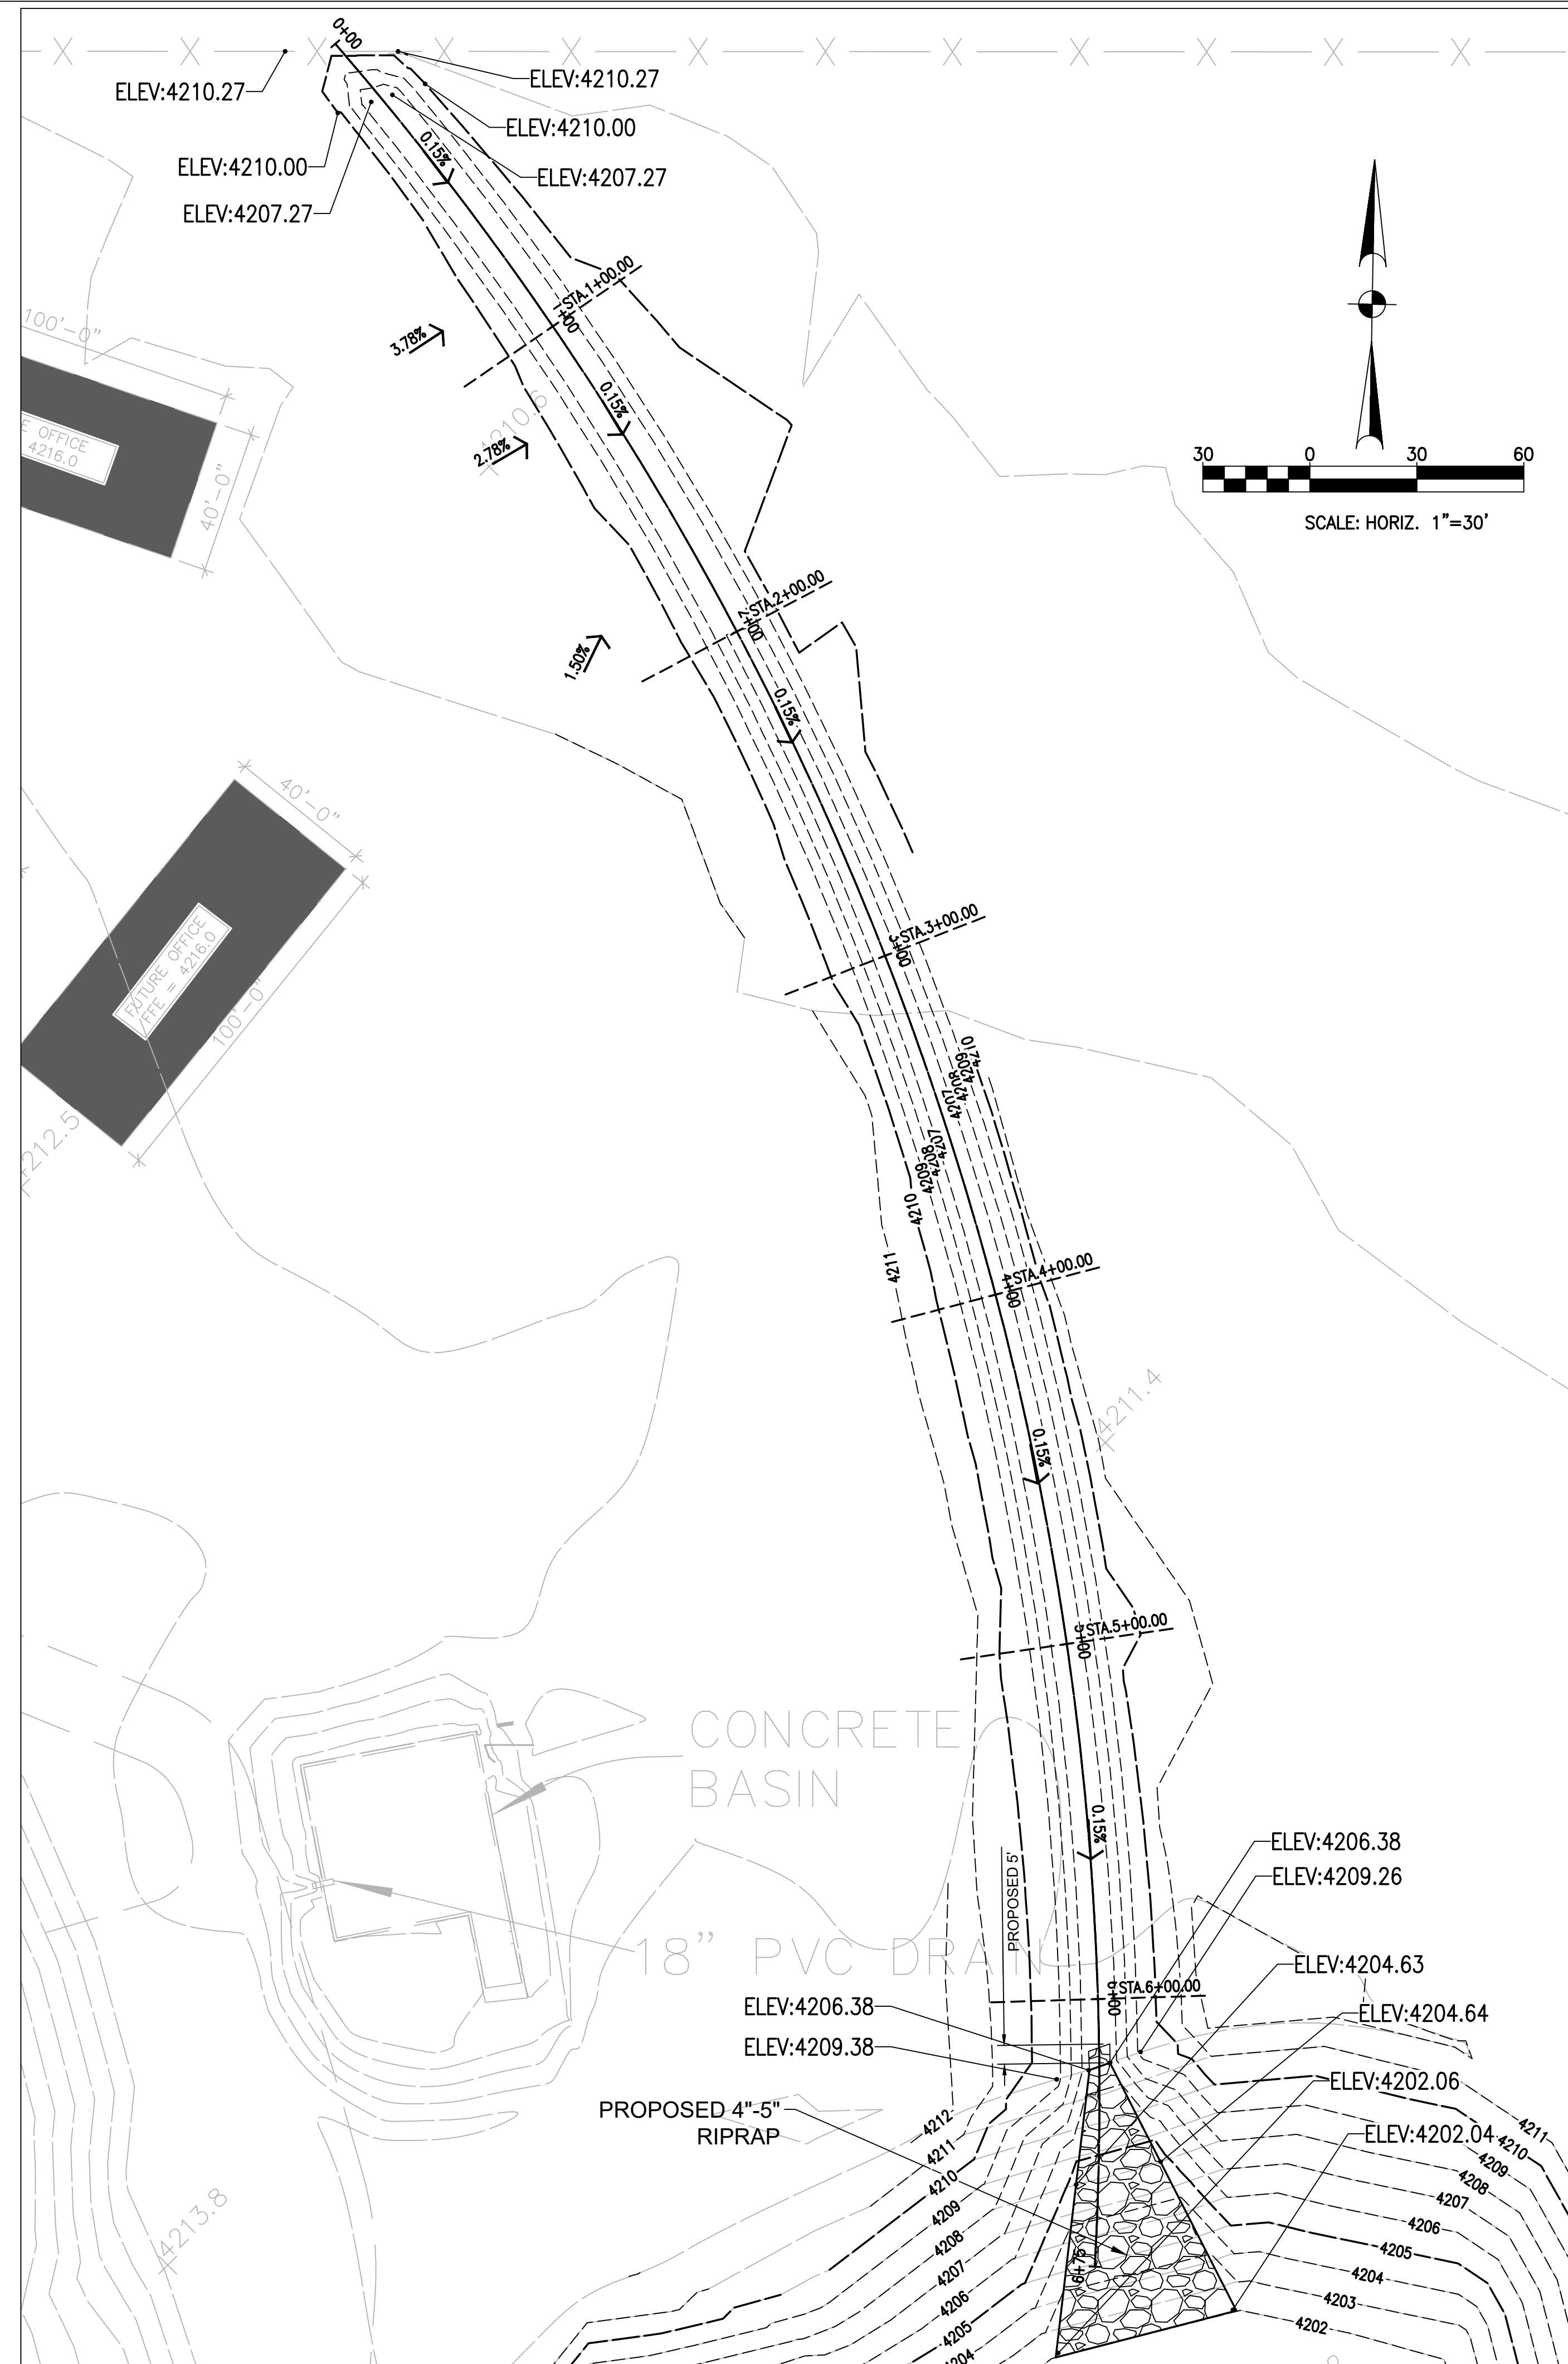 0+00
ELEV:4210.27
ELEV:4210.27
ELEV:4210.00
ELEV:4210.00
ELEV:4207.27
ELEV:4207.27
0.15%
STA.1+00.00
+00
3.78%
100'-0"
E OFFICE
4216.0
40'-0"
0.15%
4210.6
2.78%
30 0 30 60
SCALE: HORIZ. 1"=30'
STA.2+00.00
2+00
1.50%
0.15%
40'-0"
FUTURE OFFICE
FFE = 4216.0
100'-0"
STA.3+00.00
3+00
4210
4209
4208
4207
4207
4208
4209
4210
4211
4212.5
STA.4+00.00
4+00
4211.4
0.15%
STA.5+00.00
5+00
CONCRETE
BASIN
0.15%
PROPOSED 5'
ELEV:4206.38
ELEV:4209.26
18" PVC DRAIN
ELEV:4204.63
STA.6+00.00
6+00
ELEV:4206.38
ELEV:4204.64
ELEV:4209.38
ELEV:4202.06
PROPOSED 4"-5"
RIPRAP
ELEV:4202.04
4212
4211
4210
4209
4208
4207
4206
4205
4204
6+75
4211
4210
4209
4208
4207
4206
4205
4204
4203
4202
4213.8